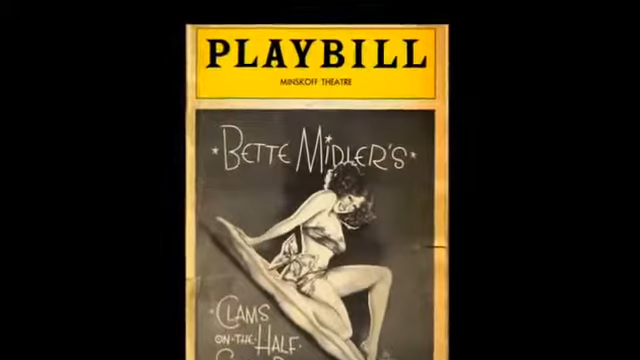 PLAYBILL
MINSKOFF THEATRE
BETTE MIDLER'S
CLAMS
ON·THE·HALF